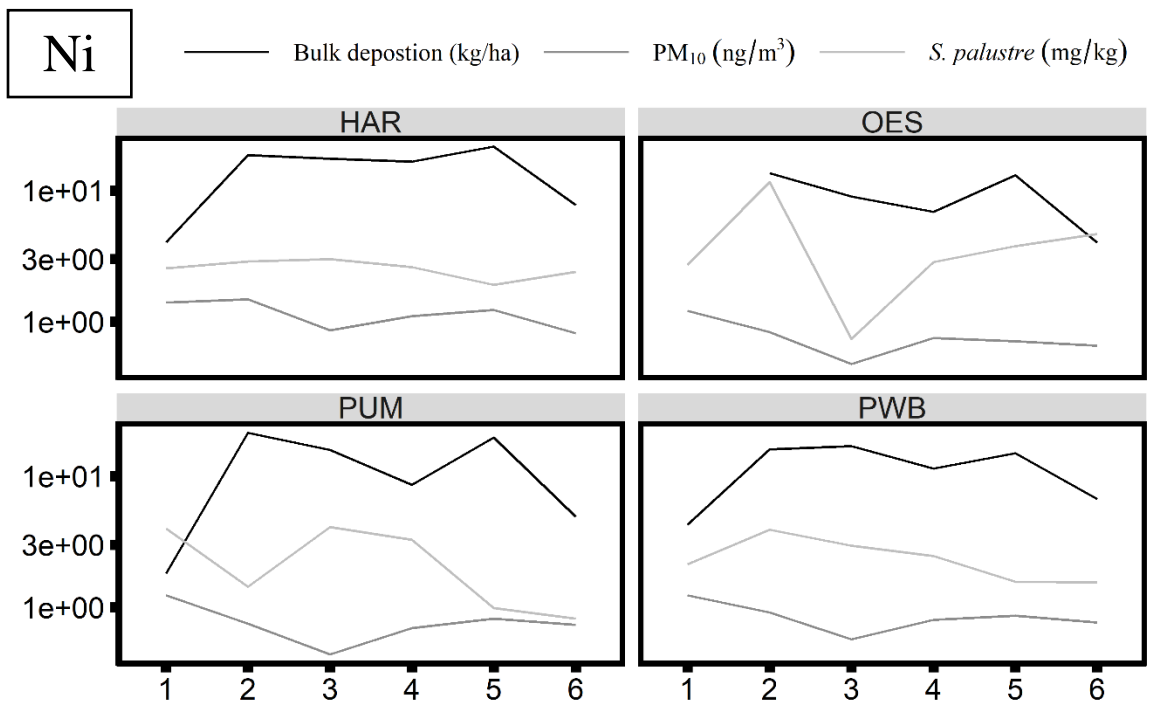 Ni
Bulk depostion (kg/ha) PM₁₀ (ng/m³) S. palustre (mg/kg)
HAR OES
1e+01
3e+00
1e+00
PUM PWB
1e+01
3e+00
1e+00
1 2 3 4 5 6 1 2 3 4 5 6